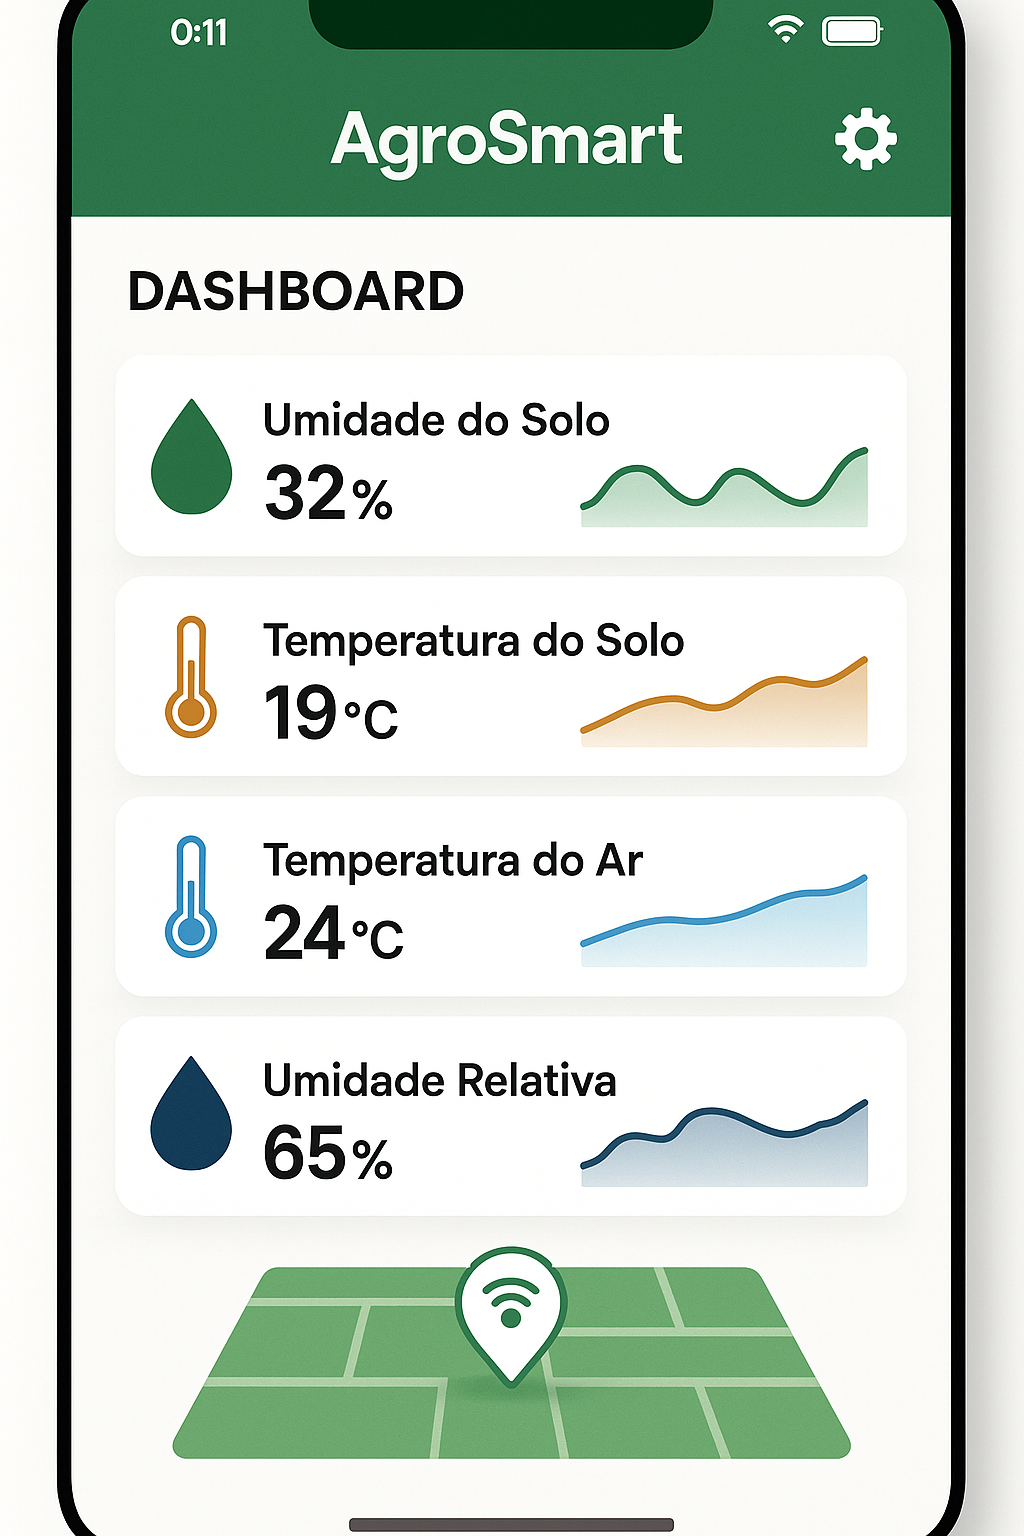 0:11
AgroSmart
DASHBOARD
Umidade do Solo
32%
Temperatura do Solo
19°C
Temperatura do Ar
24°C
Umidade Relativa
65%